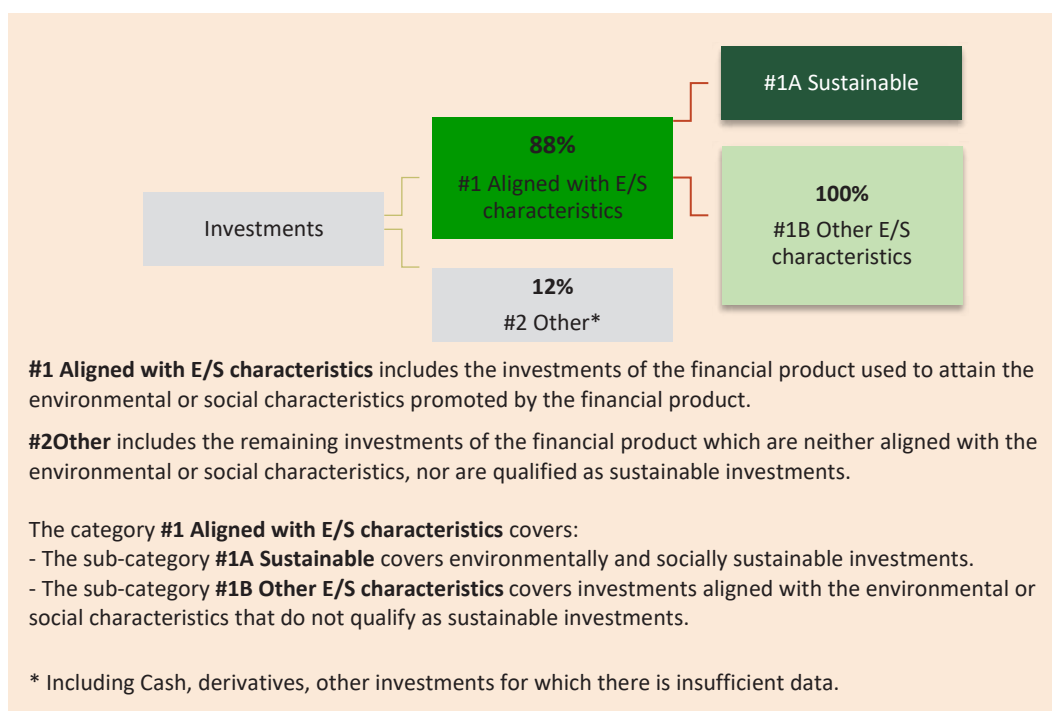 #1A Sustainable
88%
#1 Aligned with E/S
characteristics
100%
#1B Other E/S
characteristics
Investments
12%
#2 Other*
#1 Aligned with E/S characteristics includes the investments of the financial product used to attain the
environmental or social characteristics promoted by the financial product.
#2Other includes the remaining investments of the financial product which are neither aligned with the
environmental or social characteristics, nor are qualified as sustainable investments.
The category #1 Aligned with E/S characteristics covers:
- The sub-category #1A Sustainable covers environmentally and socially sustainable investments.
- The sub-category #1B Other E/S characteristics covers investments aligned with the environmental or
social characteristics that do not qualify as sustainable investments.
* Including Cash, derivatives, other investments for which there is insufficient data.